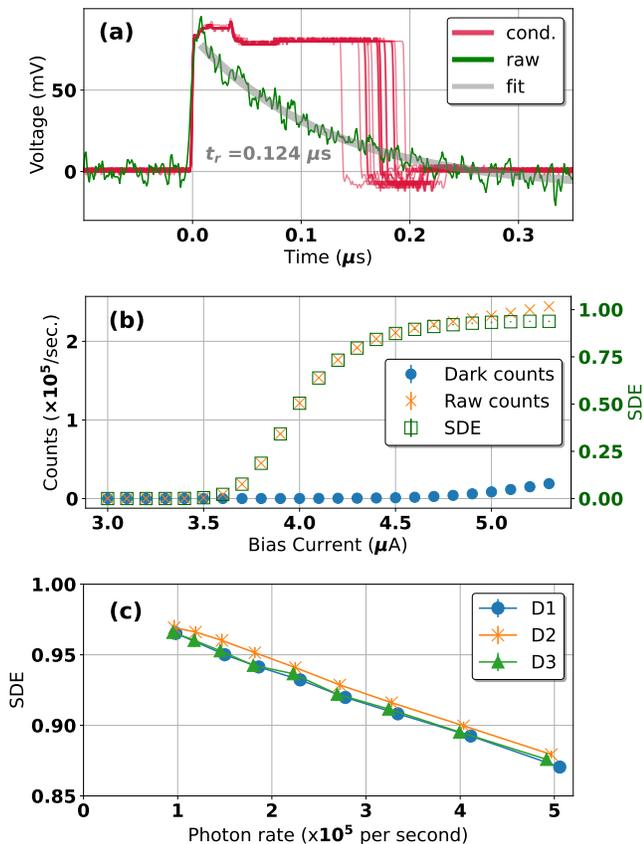 (a)
cond.
raw
fit
50
0
Voltage (mV)
t_r =0.124 μs
0.0 0.1 0.2 0.3
Time (μs)
(b)
2
1
0
Counts (×10⁵/sec.)
1.00
0.75
0.50
0.25
0.00
SDE
Dark counts
Raw counts
SDE
3.0 3.5 4.0 4.5 5.0
Bias Current (μA)
(c)
1.00
0.95
0.90
0.85
SDE
D1
D2
D3
0 1 2 3 4 5
Photon rate (x10⁵ per second)